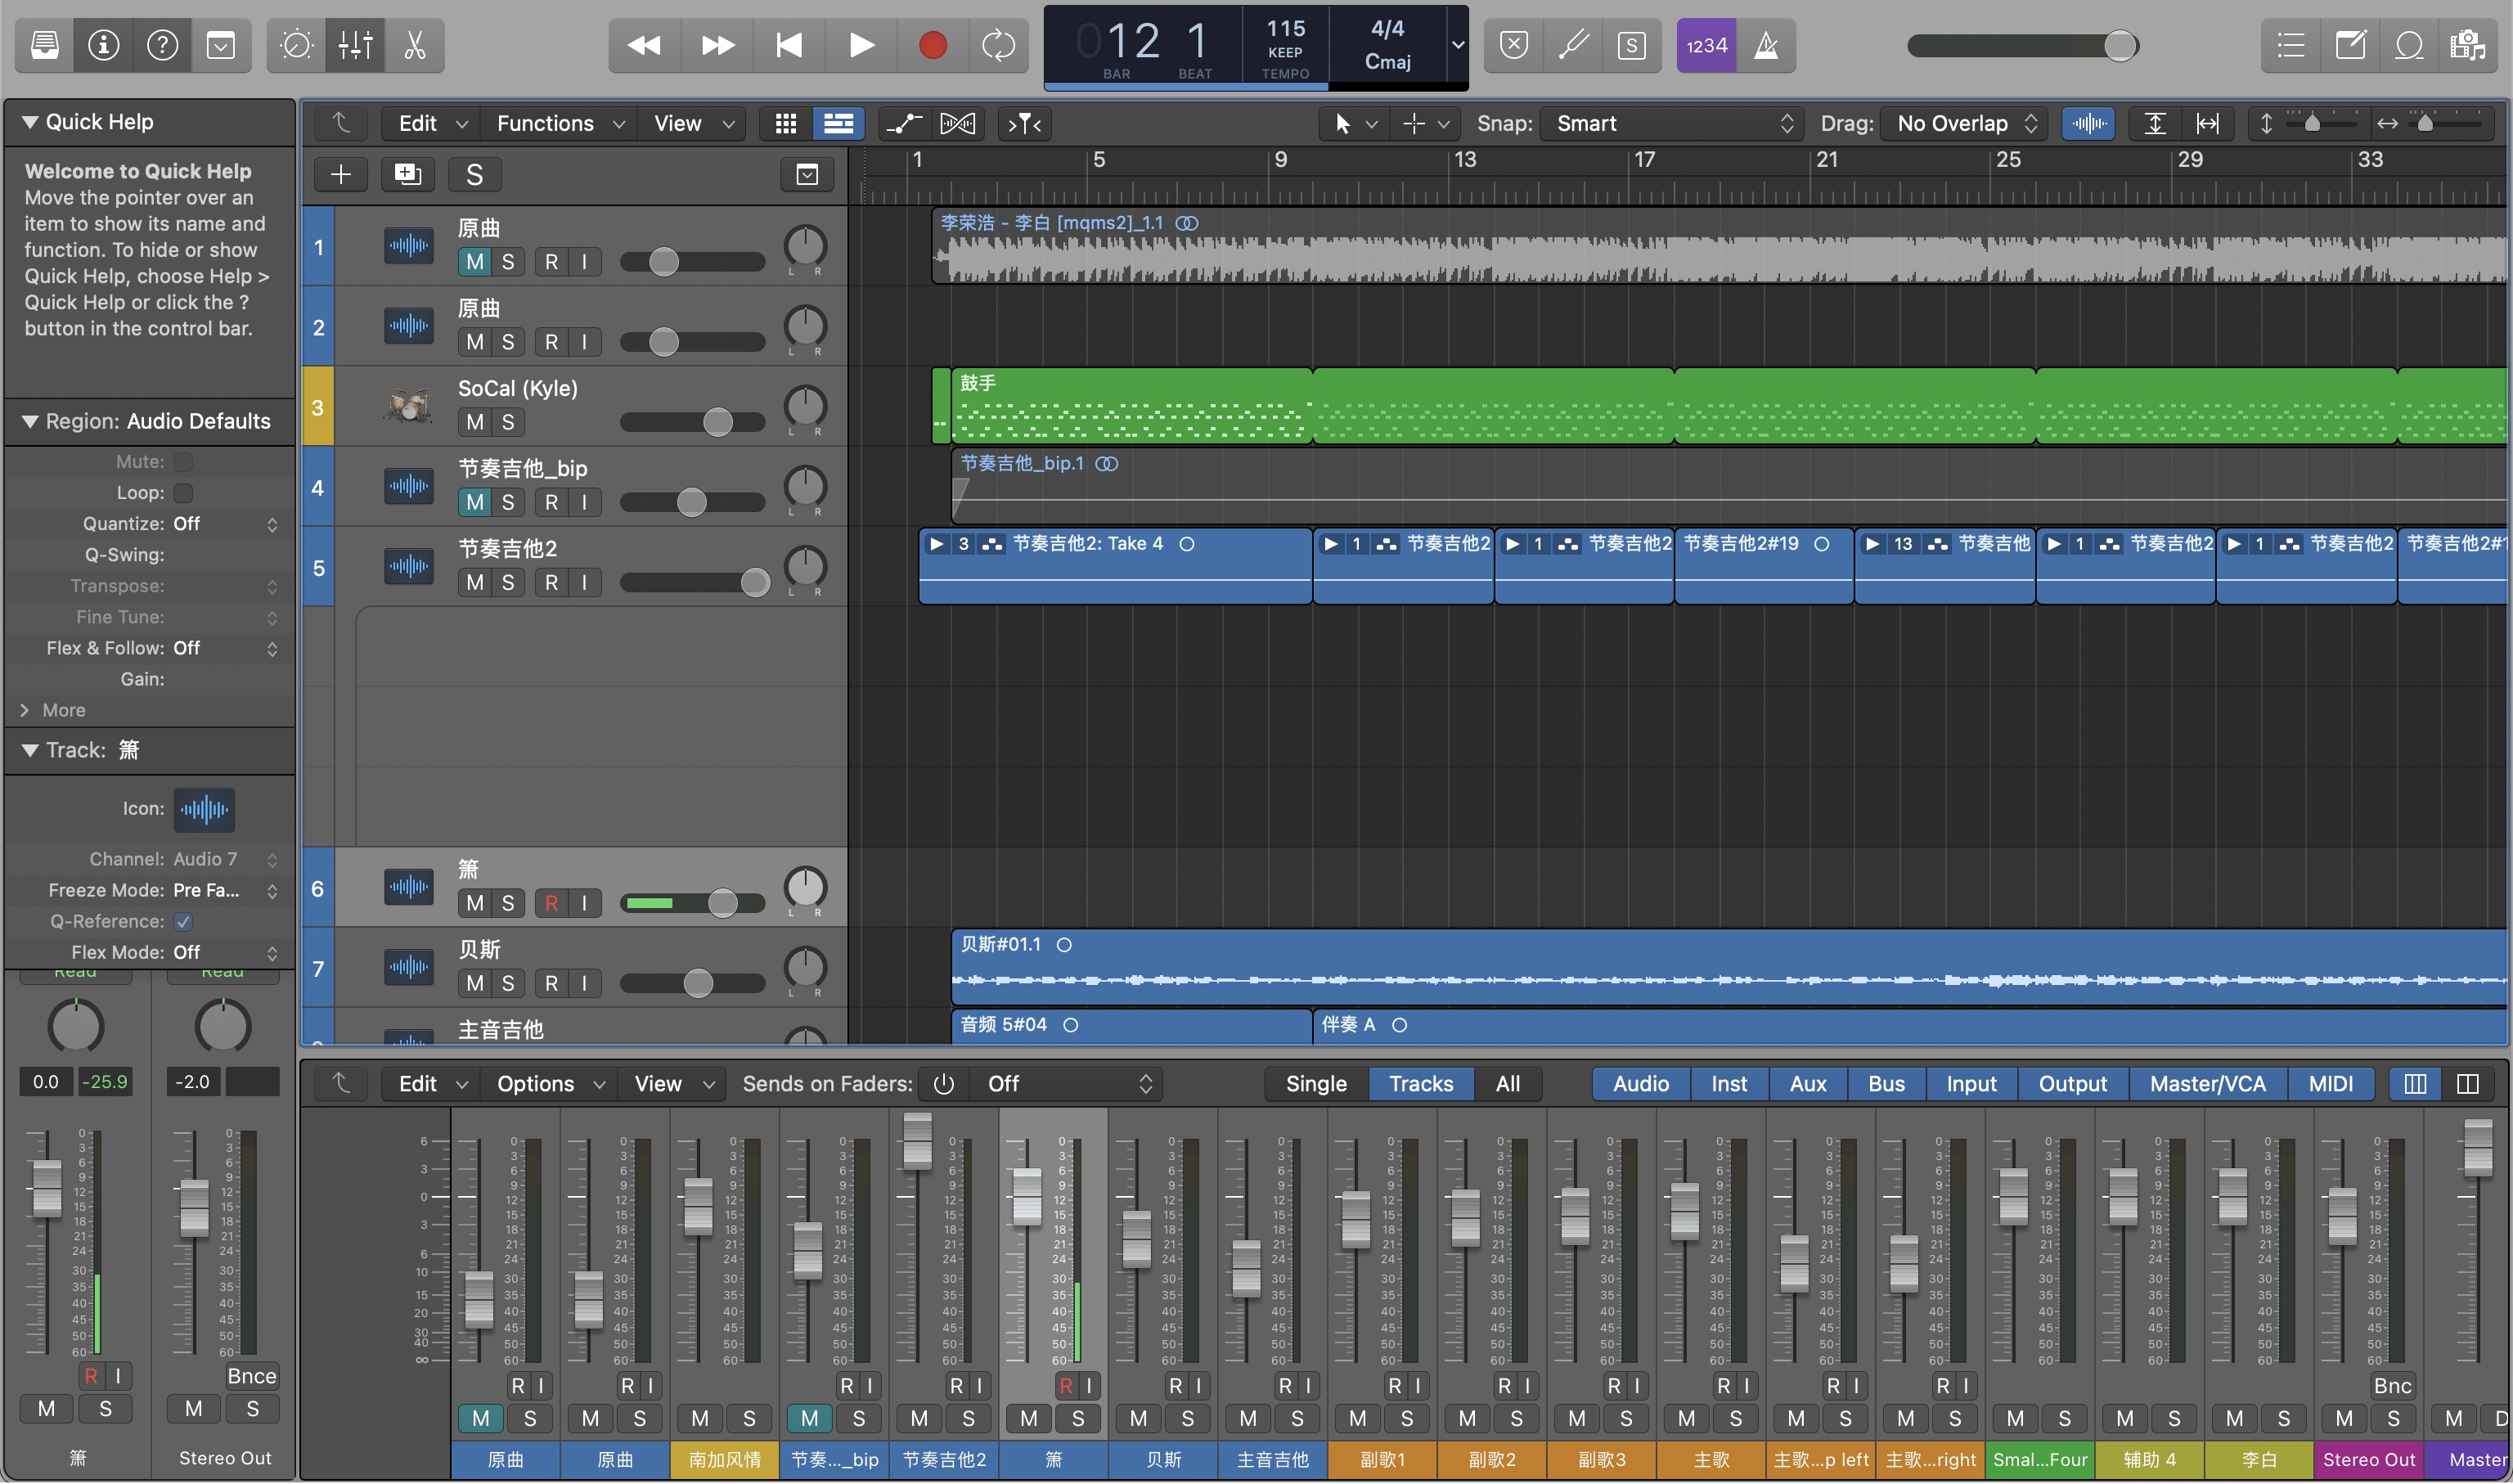 12 1
BAR BEAT
115
KEEP
TEMPO
4/4
Cmaj
S
1234
Quick Help
Welcome to Quick Help
Move the pointer over an
item to show its name and
function. To hide or show
Quick Help, choose Help >
Quick Help or click the ?
button in the control bar.
Region: Audio Defaults
Mute:
Loop:
Quantize: Off
Q-Swing:
Transpose:
Fine Tune:
Flex & Follow: Off
Gain:
More
Track: 箫
Icon:
Channel: Audio 7
Freeze Mode: Pre Fa...
Q-Reference:
Flex Mode: Off
Read Read
0.0 -25.9 -2.0
R I Bnce
M S M S
箫 Stereo Out
Edit Functions View Snap: Smart Drag: No Overlap
S
1 5 9 13 17 21 25 29 33
1 原曲
M S R I
李荣浩 - 李白 [mqms2]_1.1
2 原曲
M S R I
3 SoCal (Kyle)
M S
鼓手
4 节奏吉他_bip
M S R I
节奏吉他_bip.1
5 节奏吉他2
M S R I
3 节奏吉他2: Take 4 1 节奏吉他2 1 节奏吉他2 节奏吉他2#19 13 节奏吉他 1 节奏吉他2 1 节奏吉他2 节奏吉他2#1
6 箫
M S R I
7 贝斯
M S R I
贝斯#01.1
主音吉他
音频 5#04 伴奏 A
Edit Options View Sends on Faders: Off Single Tracks All Audio Inst Aux Bus Input Output Master/VCA MIDI
R I R I R I R I R I R I R I R I R I R I R I R I R I Bnc
M S M S M S M S M S M S M S M S M S M S M S M S M S M S M S M S M S M S M D
原曲 原曲 南加风情 节奏..._bip 节奏吉他2 箫 贝斯 主音吉他 副歌1 副歌2 副歌3 主歌 主歌...p left 主歌...right Smal...Four 辅助 4 李白 Stereo Out Master